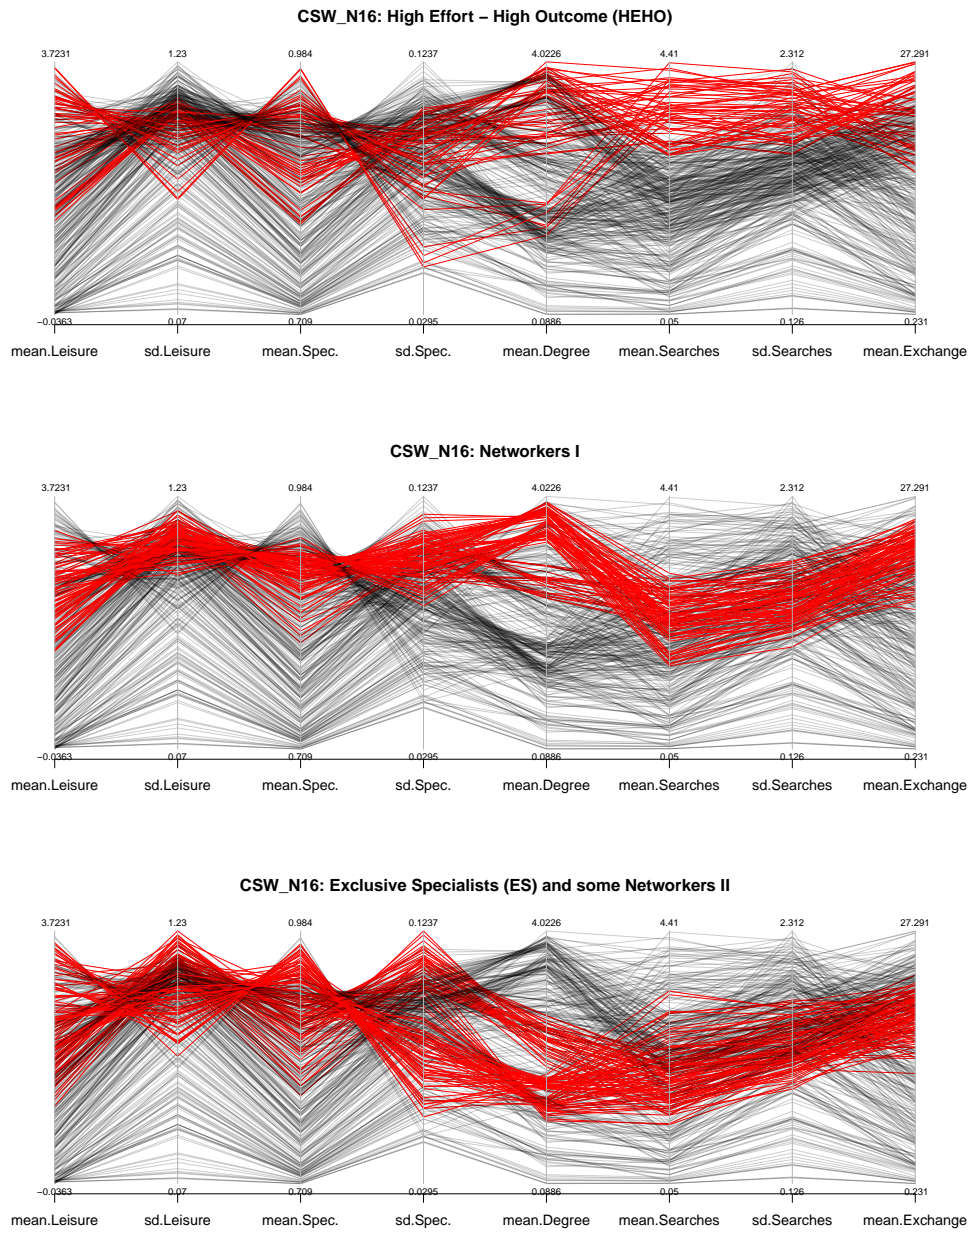 CSW_N16: High Effort − High Outcome (HEHO)
3.7231 1.23 0.984 0.1237 4.0226 4.41 2.312 27.291
−0.0363 0.07 0.709 0.0295 0.0886 0.05 0.126 0.231
mean.Leisure sd.Leisure mean.Spec. sd.Spec. mean.Degree mean.Searches sd.Searches mean.Exchange
CSW_N16: Networkers I
3.7231 1.23 0.984 0.1237 4.0226 4.41 2.312 27.291
−0.0363 0.07 0.709 0.0295 0.0886 0.05 0.126 0.231
mean.Leisure sd.Leisure mean.Spec. sd.Spec. mean.Degree mean.Searches sd.Searches mean.Exchange
CSW_N16: Exclusive Specialists (ES) and some Networkers II
3.7231 1.23 0.984 0.1237 4.0226 4.41 2.312 27.291
−0.0363 0.07 0.709 0.0295 0.0886 0.05 0.126 0.231
mean.Leisure sd.Leisure mean.Spec. sd.Spec. mean.Degree mean.Searches sd.Searches mean.Exchange